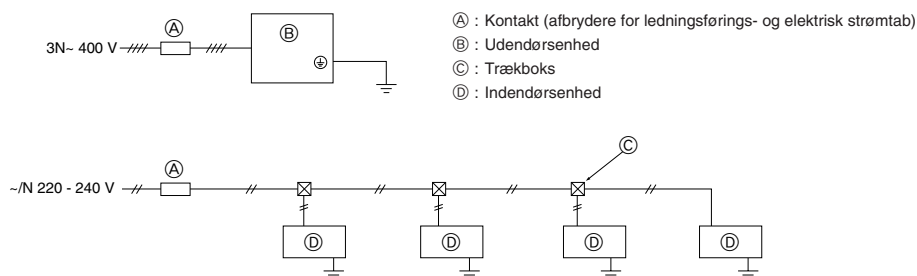 Ⓐ : Kontakt (afbrydere for ledningsførings- og elektrisk strømtab)
Ⓑ : Udendørsenhed
Ⓒ : Trækboks
Ⓓ : Indendørsenhed
Ⓐ
Ⓑ
3N~ 400 V
Ⓒ
Ⓐ
~/N 220 - 240 V
Ⓓ Ⓓ Ⓓ Ⓓ